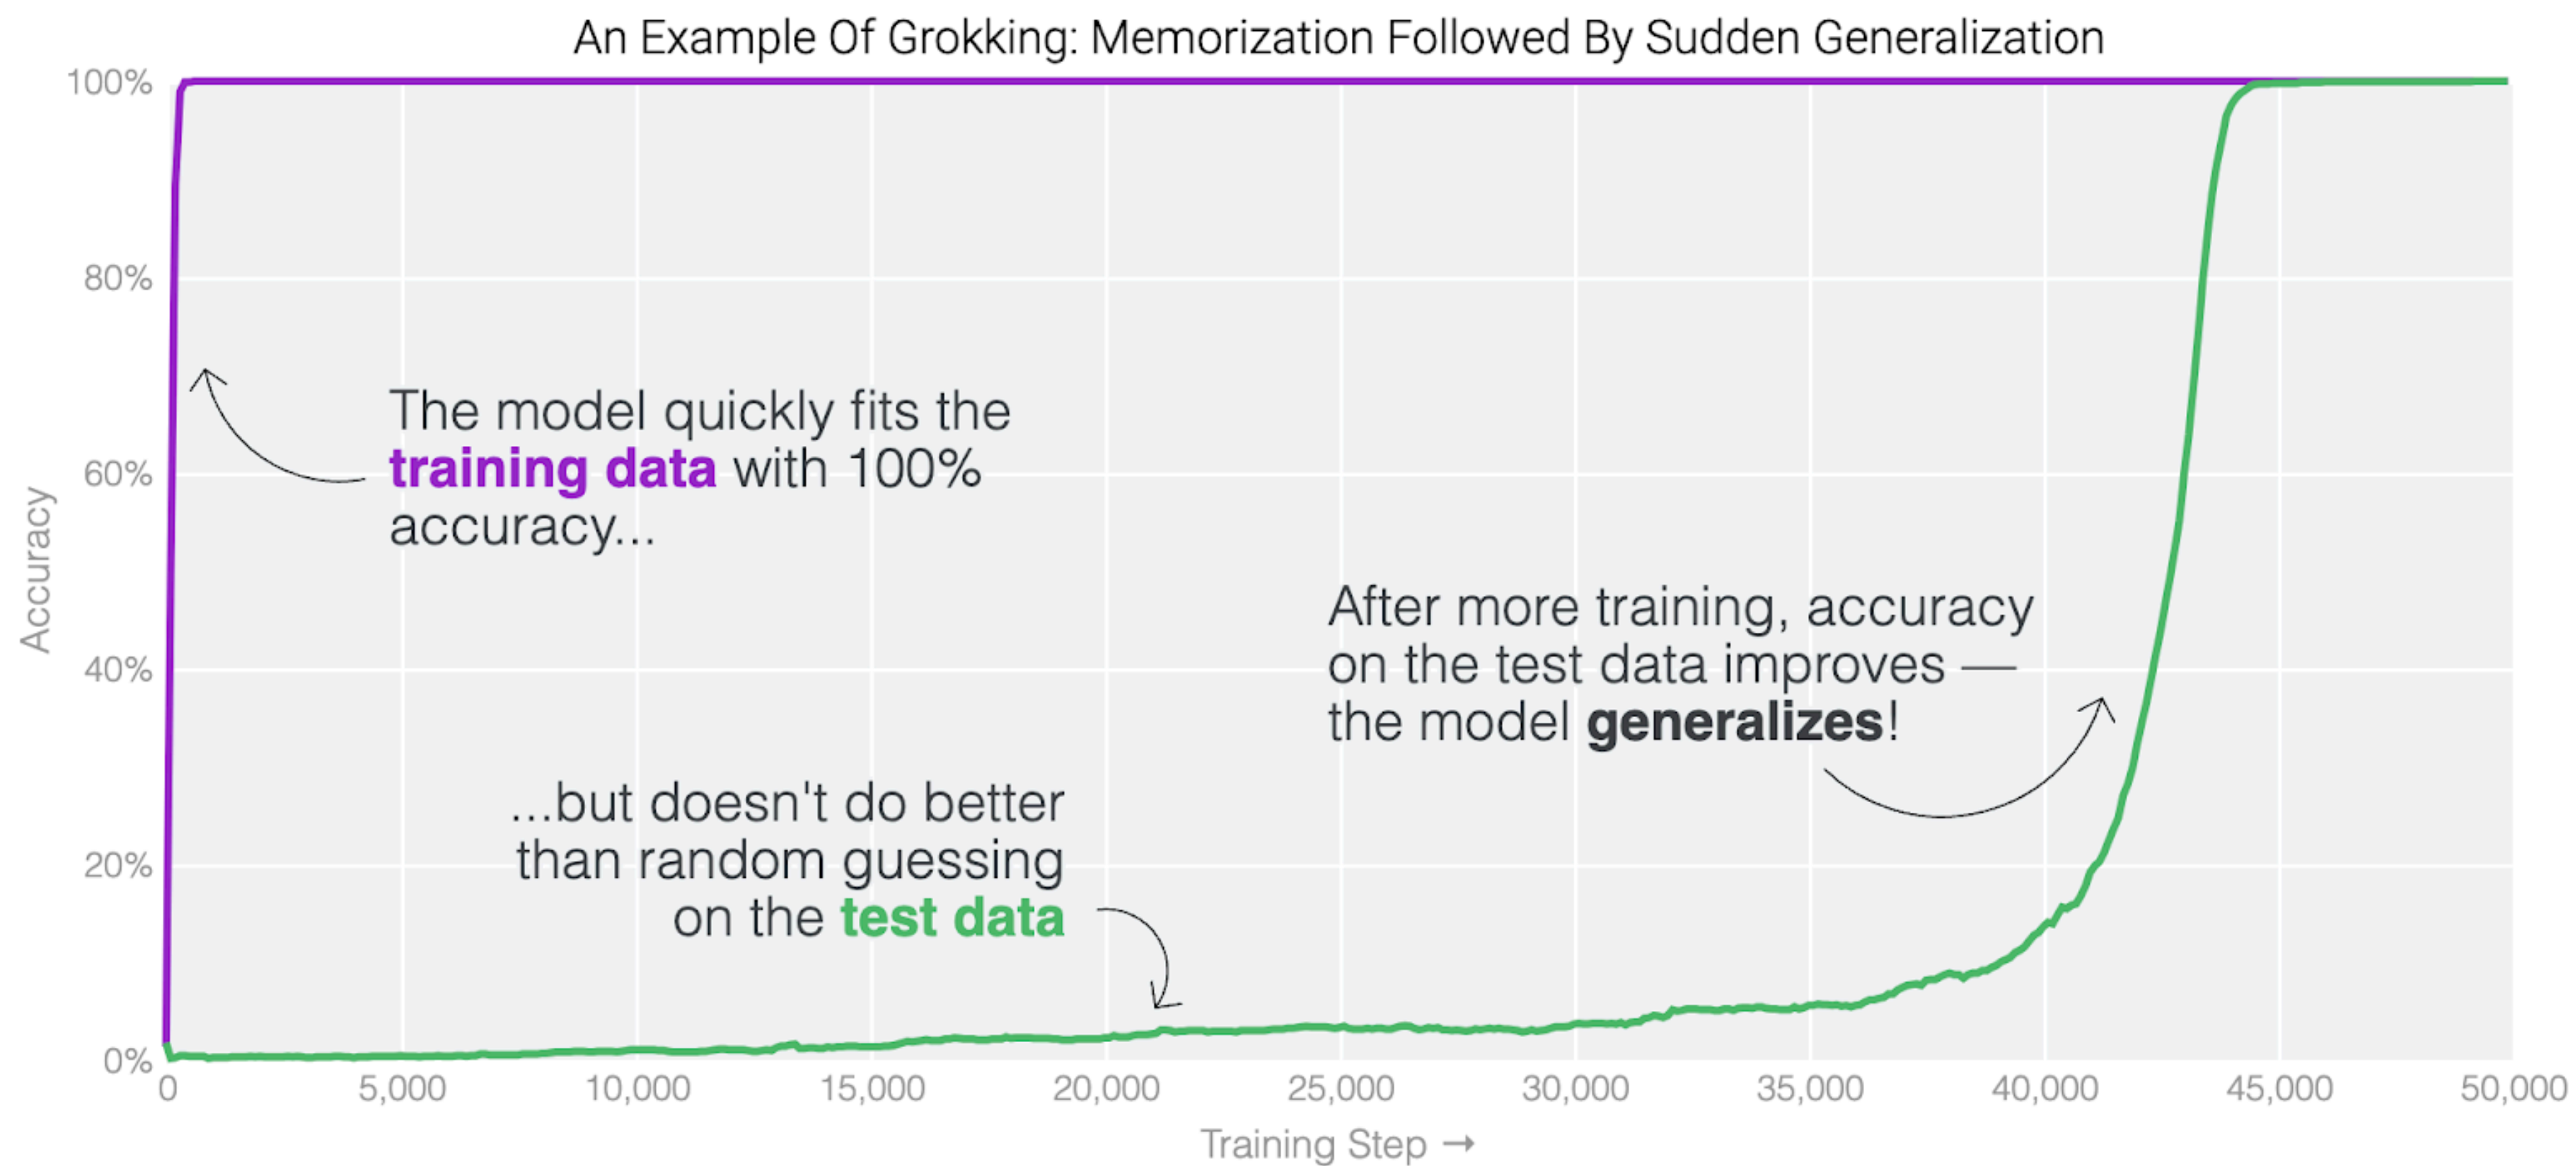 An Example Of Grokking: Memorization Followed By Sudden Generalization
100%
80%
60%
40%
20%
0%
Accuracy
The model quickly fits the
training data with 100%
accuracy...
...but doesn't do better
than random guessing
on the test data
After more training, accuracy
on the test data improves —
the model generalizes!
0
5,000
10,000
15,000
20,000
25,000
30,000
35,000
40,000
45,000
50,000
Training Step →